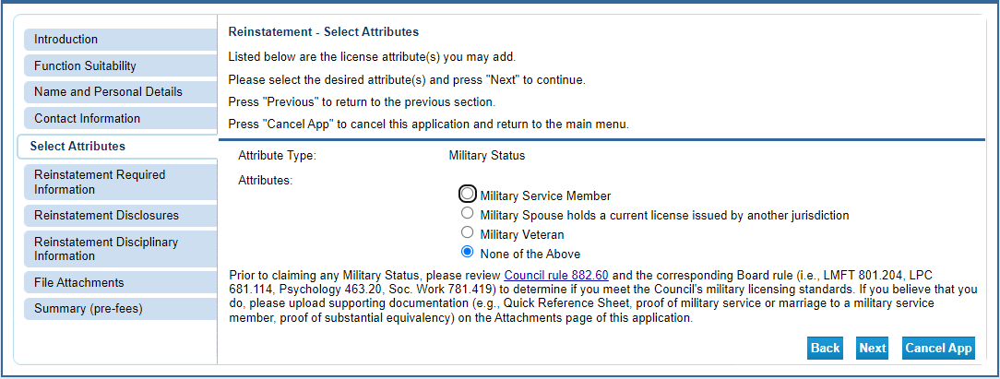 Introduction
Function Suitability
Name and Personal Details
Contact Information
Select Attributes
Reinstatement Required
Information
Reinstatement Disclosures
Reinstatement Disciplinary
Information
File Attachments
Summary (pre-fees)
Reinstatement - Select Attributes
Listed below are the license attribute(s) you may add.
Please select the desired attribute(s) and press "Next" to continue.
Press "Previous" to return to the previous section.
Press "Cancel App" to cancel this application and return to the main menu.
Attribute Type: Military Status
Attributes:
Military Service Member
Military Spouse holds a current license issued by another jurisdiction
Military Veteran
None of the Above
Prior to claiming any Military Status, please review Council rule 882.60 and the corresponding Board rule (i.e., LMFT 801.204, LPC
681.114, Psychology 463.20, Soc. Work 781.419) to determine if you meet the Council's military licensing standards. If you believe that you
do, please upload supporting documentation (e.g., Quick Reference Sheet, proof of military service or marriage to a military service
member, proof of substantial equivalency) on the Attachments page of this application.
Back Next Cancel App